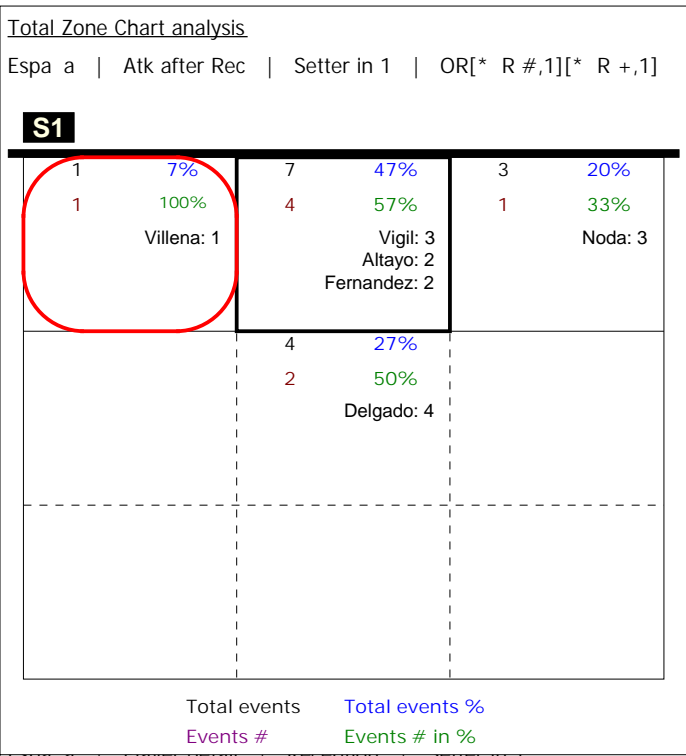 Total Zone Chart analysis
Espa a | Atk after Rec | Setter in 1 | OR[* R #,1][* R +,1]
S1
1 7% 7 47% 3 20%
1 100% 4 57% 1 33%
Villena: 1 Vigil: 3 Noda: 3
Altayo: 2
Fernandez: 2
4 27%
2 50%
Delgado: 4
Total events Total events %
Events # Events # in %